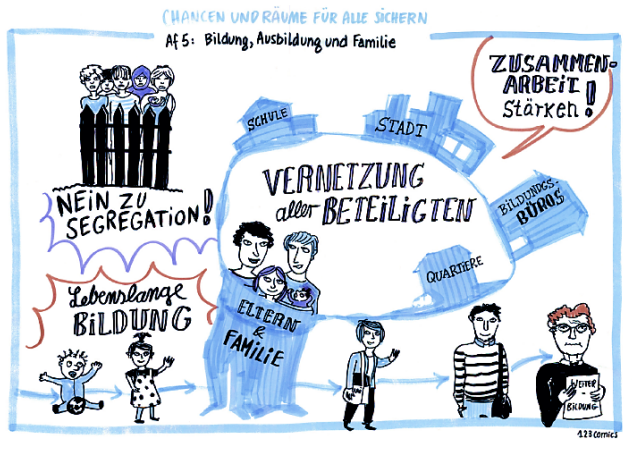 CHANCEN UND RÄUME FÜR ALLE SICHERN
Af 5: Bildung, Ausbildung und Familie
ZUSAMMEN-
ARBEIT
Stärken!
SCHULE
STADT
VERNETZUNG
aller BETEILIGTEN
BILDUNGS-
BÜROS
QUARTIERE
NEIN ZU
SEGREGATION!
Lebenslange
BILDUNG
ELTERN
&
FAMILIE
WEITER
-
BILDUNG
123comics